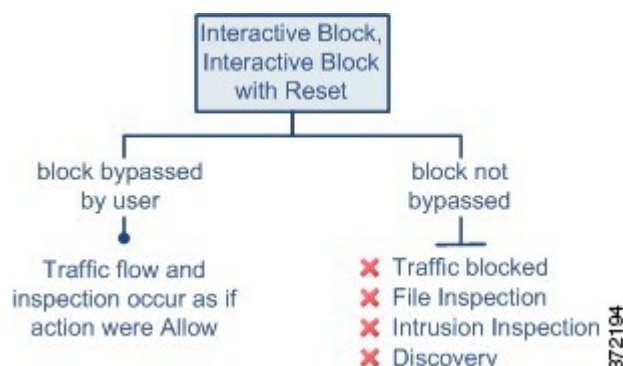 Interactive Block,
Interactive Block
with Reset
block bypassed
by user
block not
bypassed
Traffic flow and
inspection occur as if
action were Allow
Traffic blocked
File Inspection
Intrusion Inspection
Discovery
372194